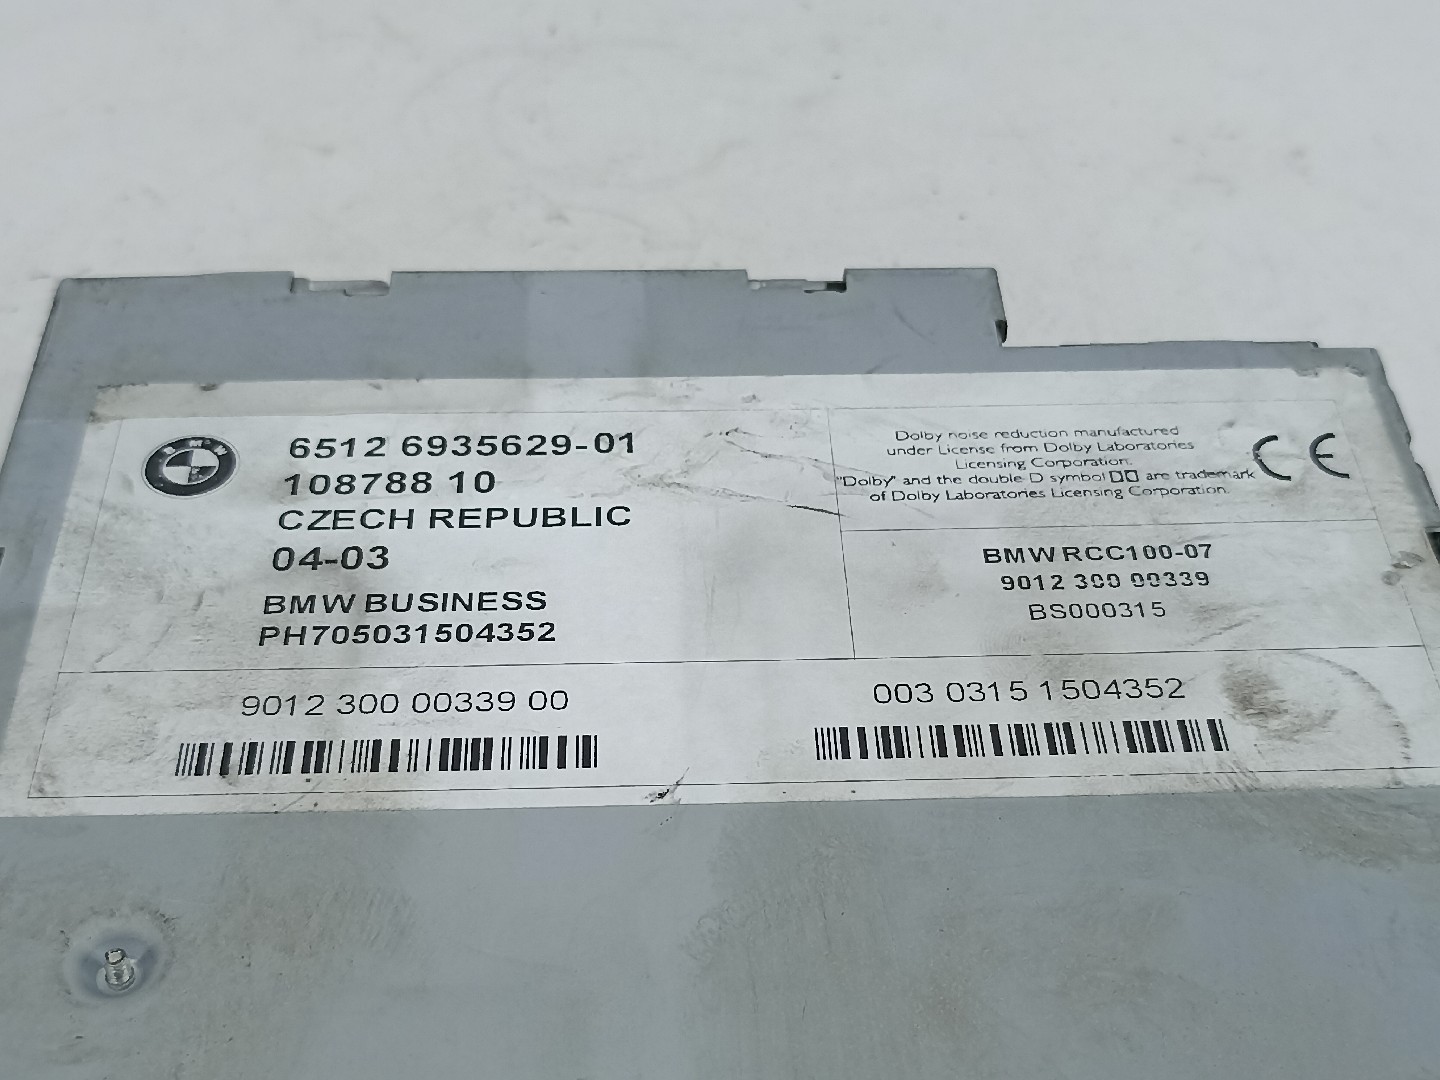 BMW
6512 6935629-01
108788 10
CZECH REPUBLIC
04-03
BMW BUSINESS
PH705031504352
Dolby noise reduction manufactured
under License from Dolby Laboratories
Licensing Corporation.
"Dolby" and the double D symbol are trademark
of Dolby Laboratories Licensing Corporation.
CE
BMW RCC100-07
9012 300 00339
BS000315
9012 300 00339 00
003 0315 1504352